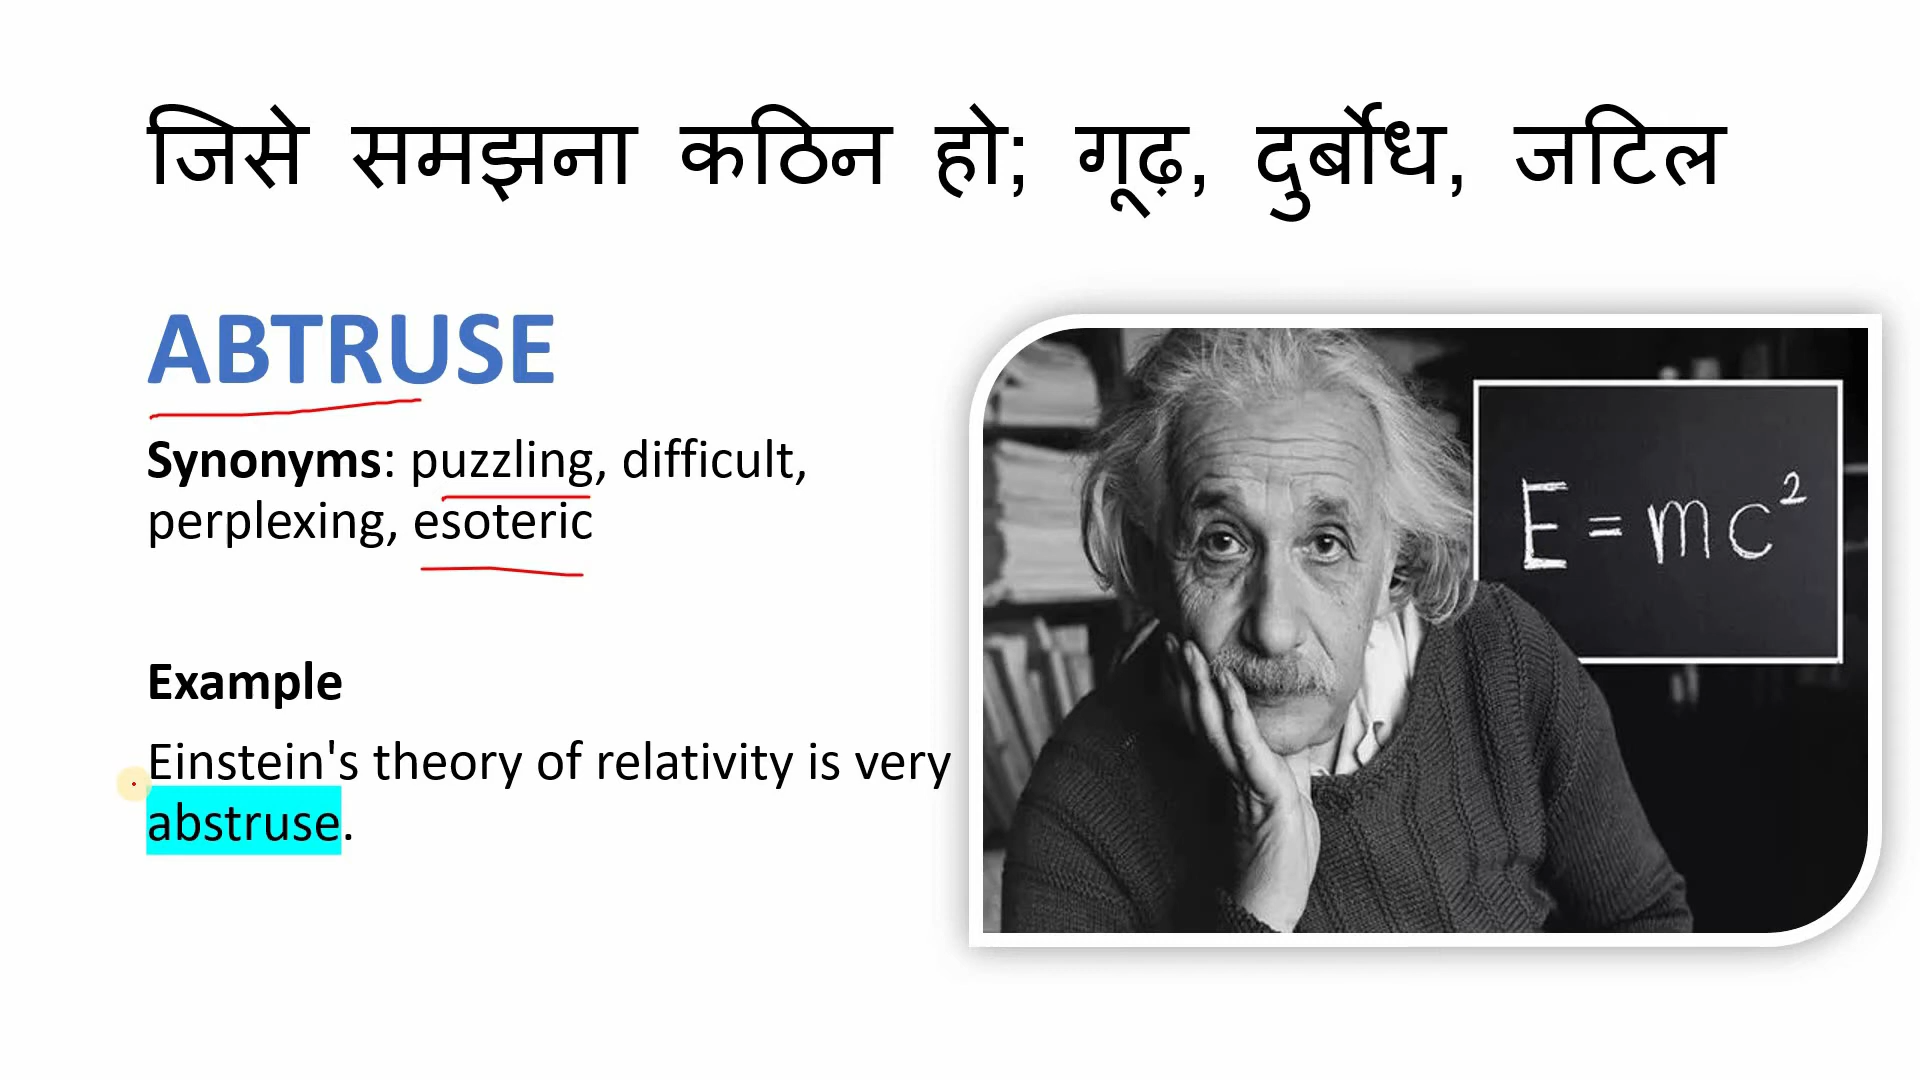 जिसे समझना कठिन हो; गूढ़, दुर्बोध, जटिल
ABTRUSE
Synonyms: puzzling, difficult,
perplexing, esoteric
E = mc²
Example
Einstein's theory of relativity is very
abstruse.